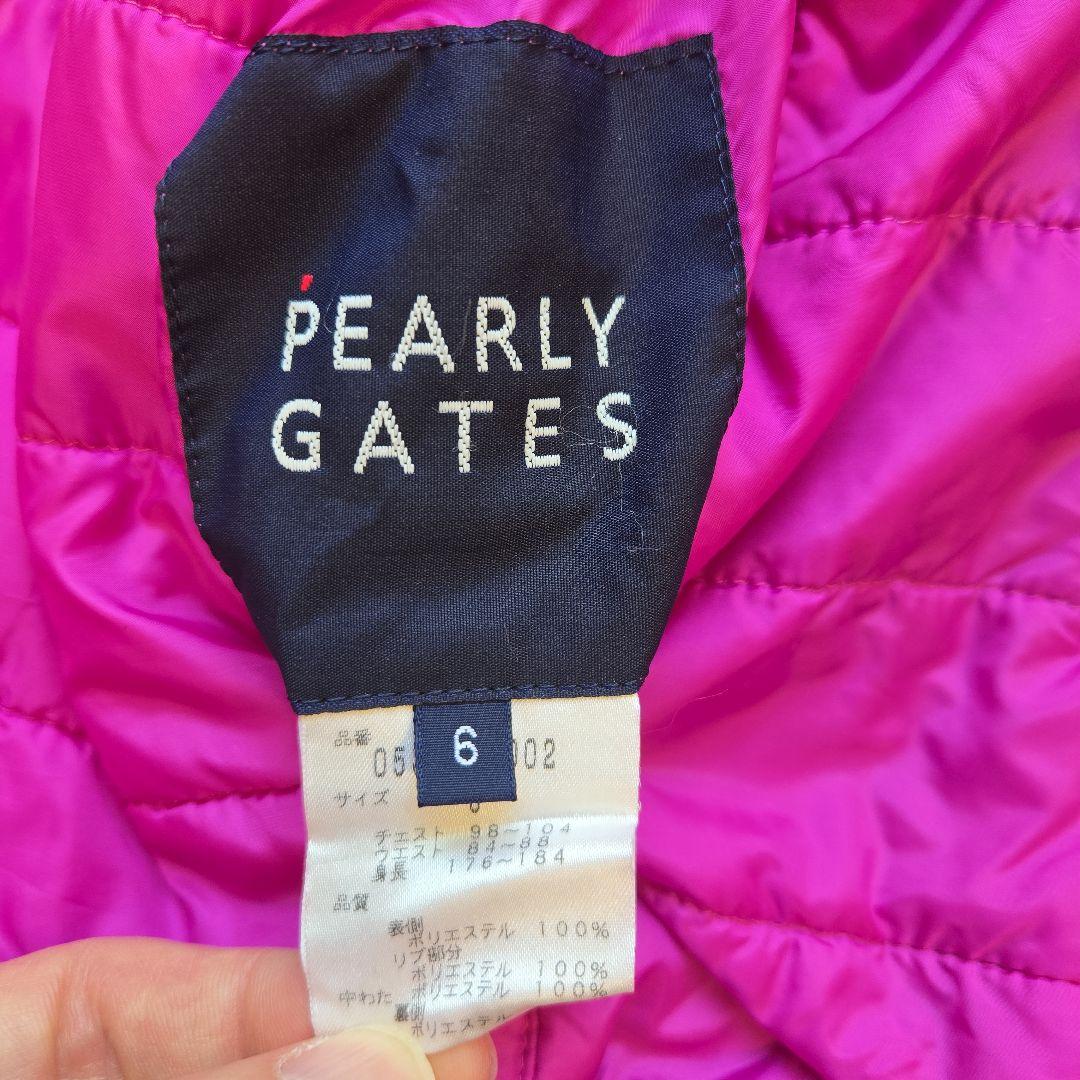 PEARLY
GATES
6
品番
05 002
サイズ 6
チェスト 98~104
ウエスト 84~88
身長 176~184
品質
表側
ポリエステル 100%
リブ部分
ポリエステル 100%
中わた ポリエステル 100%
裏側
ポリエステル